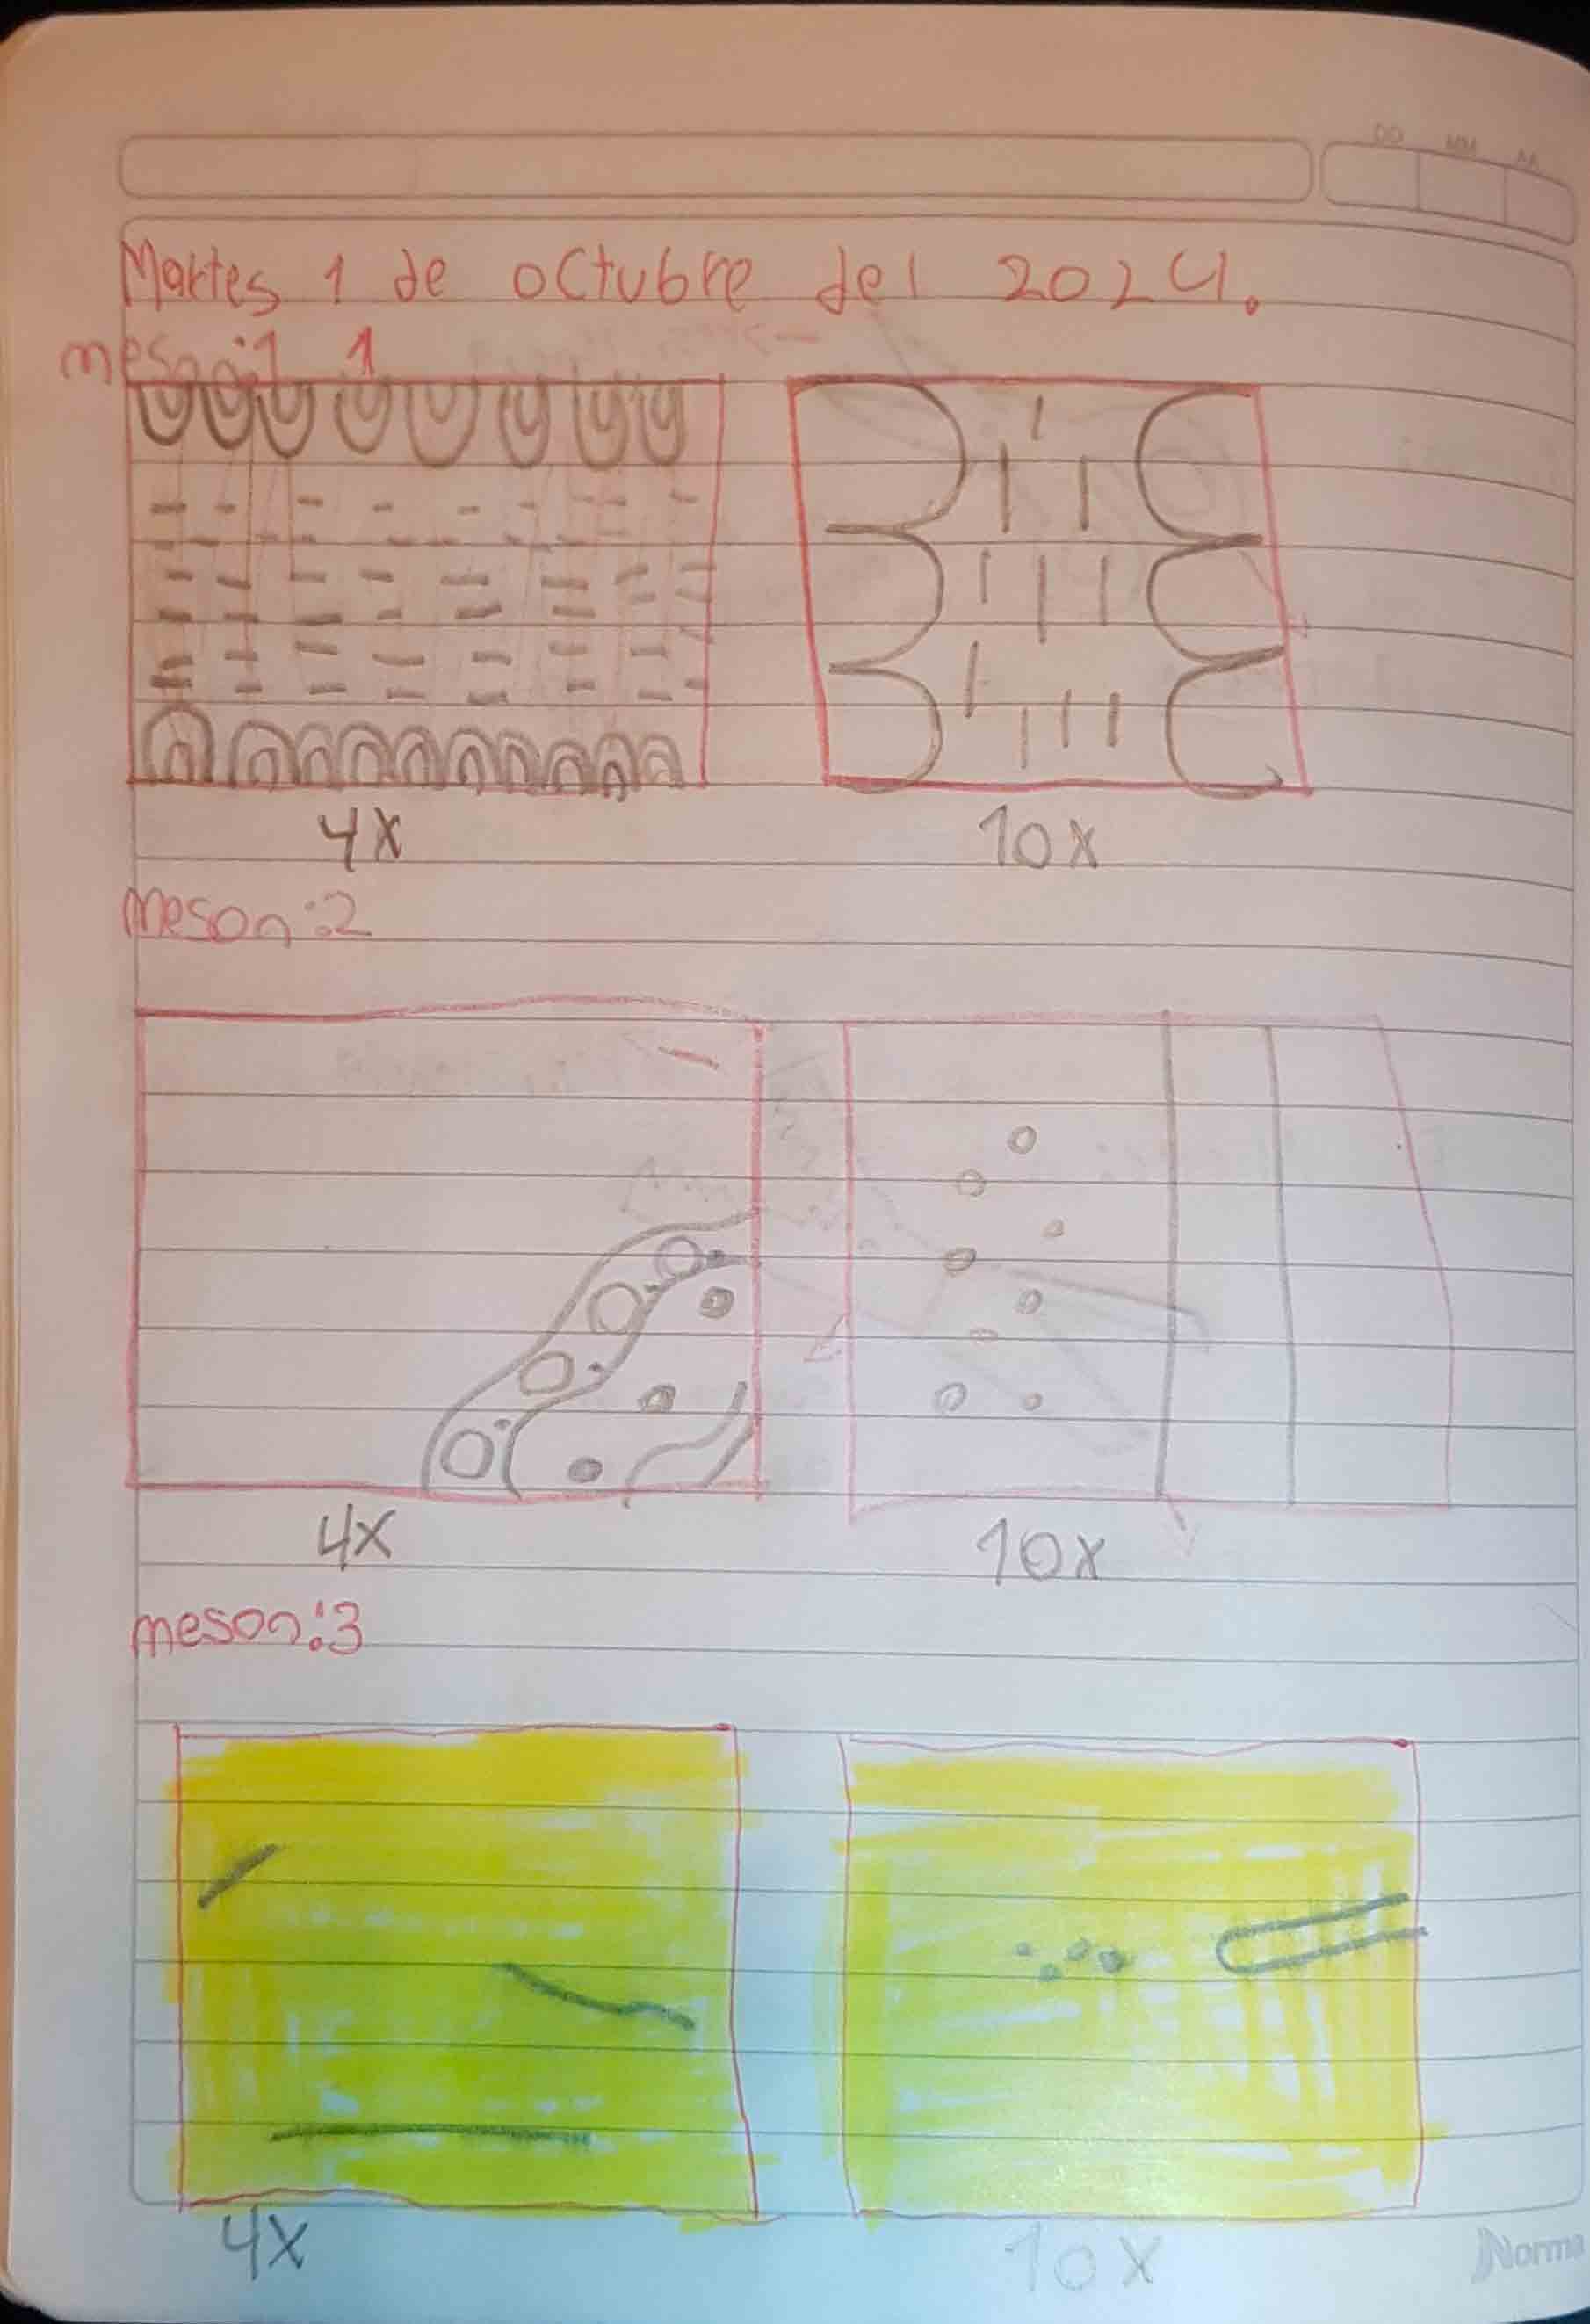 DD MM AA
Martes 1 de octubre del 2024.
meson:1 1
4X 10X
meson:2
4X 10X
meson:3
4X 10X
Norma